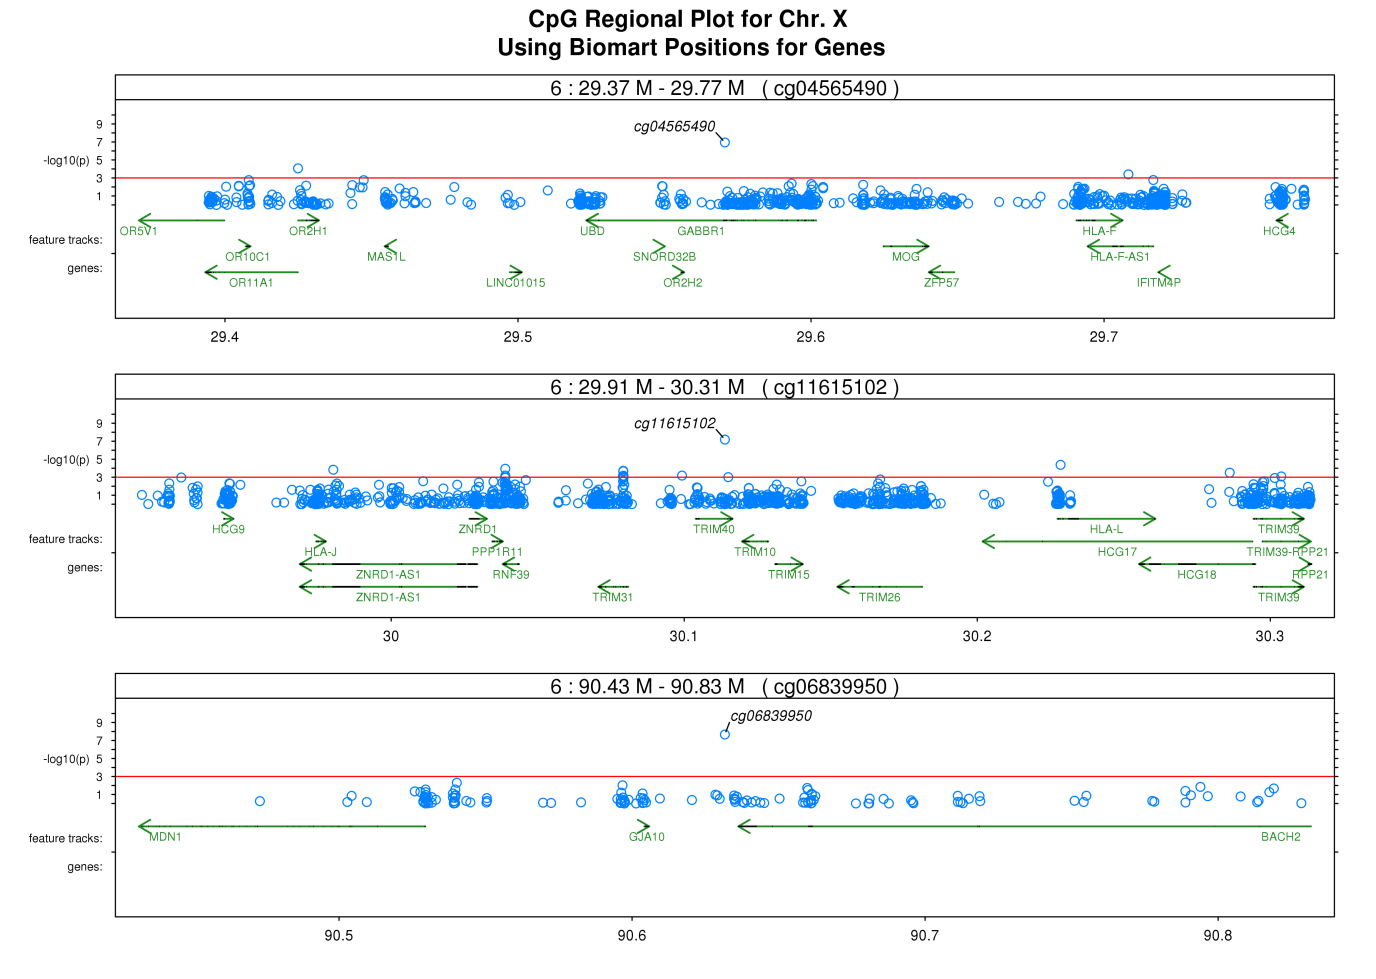 CpG Regional Plot for Chr. X
Using Biomart Positions for Genes
6 : 29.37 M - 29.77 M ( cg04565490 )
9
cg04565490
7
-log10(p) 5
3
1
OR5V1 OR2H1 UBD GABBR1 HLA-F HCG4
feature tracks:
OR10C1 MAS1L SNORD32B MOG HLA-F-AS1
genes:
OR11A1 LINC01015 OR2H2 ZFP57 IFITM4P
29.4 29.5 29.6 29.7
6 : 29.91 M - 30.31 M ( cg11615102 )
9
cg11615102
7
-log10(p) 5
3
1
HCG9 ZNRD1 TRIM40 HLA-L TRIM39
feature tracks:
HLA-J PPP1R11 TRIM10 HCG17 TRIM39-RPP21
genes:
ZNRD1-AS1 RNF39 TRIM15 HCG18 RPP21
ZNRD1-AS1 TRIM31 TRIM26 TRIM39
30 30.1 30.2 30.3
6 : 90.43 M - 90.83 M ( cg06839950 )
cg06839950
9
7
-log10(p) 5
3
1
MDN1 GJA10 BACH2
feature tracks:
genes:
90.5 90.6 90.7 90.8